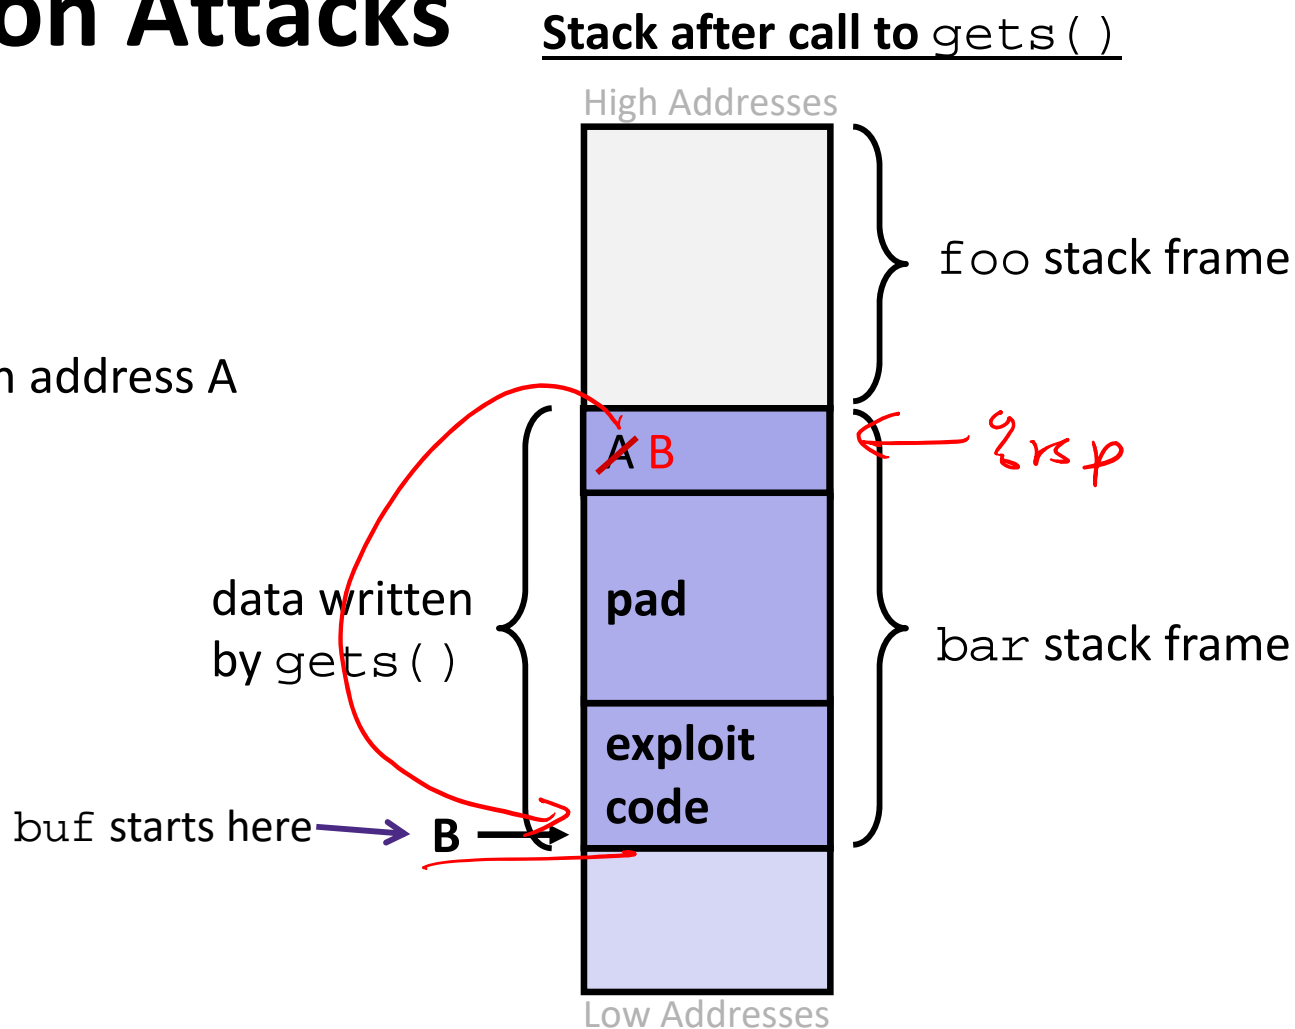 on Attacks
Stack after call to gets()
High Addresses
foo stack frame
n address A
A B
%rsp
data written
by gets()
pad
bar stack frame
exploit
code
buf starts here
B
Low Addresses